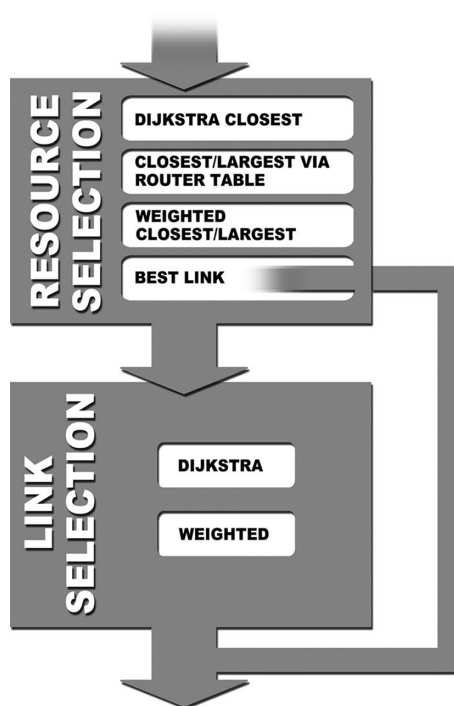 RESOURCE
SELECTION
DIJKSTRA CLOSEST
CLOSEST/LARGEST VIA
ROUTER TABLE
WEIGHTED
CLOSEST/LARGEST
BEST LINK
LINK
SELECTION
DIJKSTRA
WEIGHTED